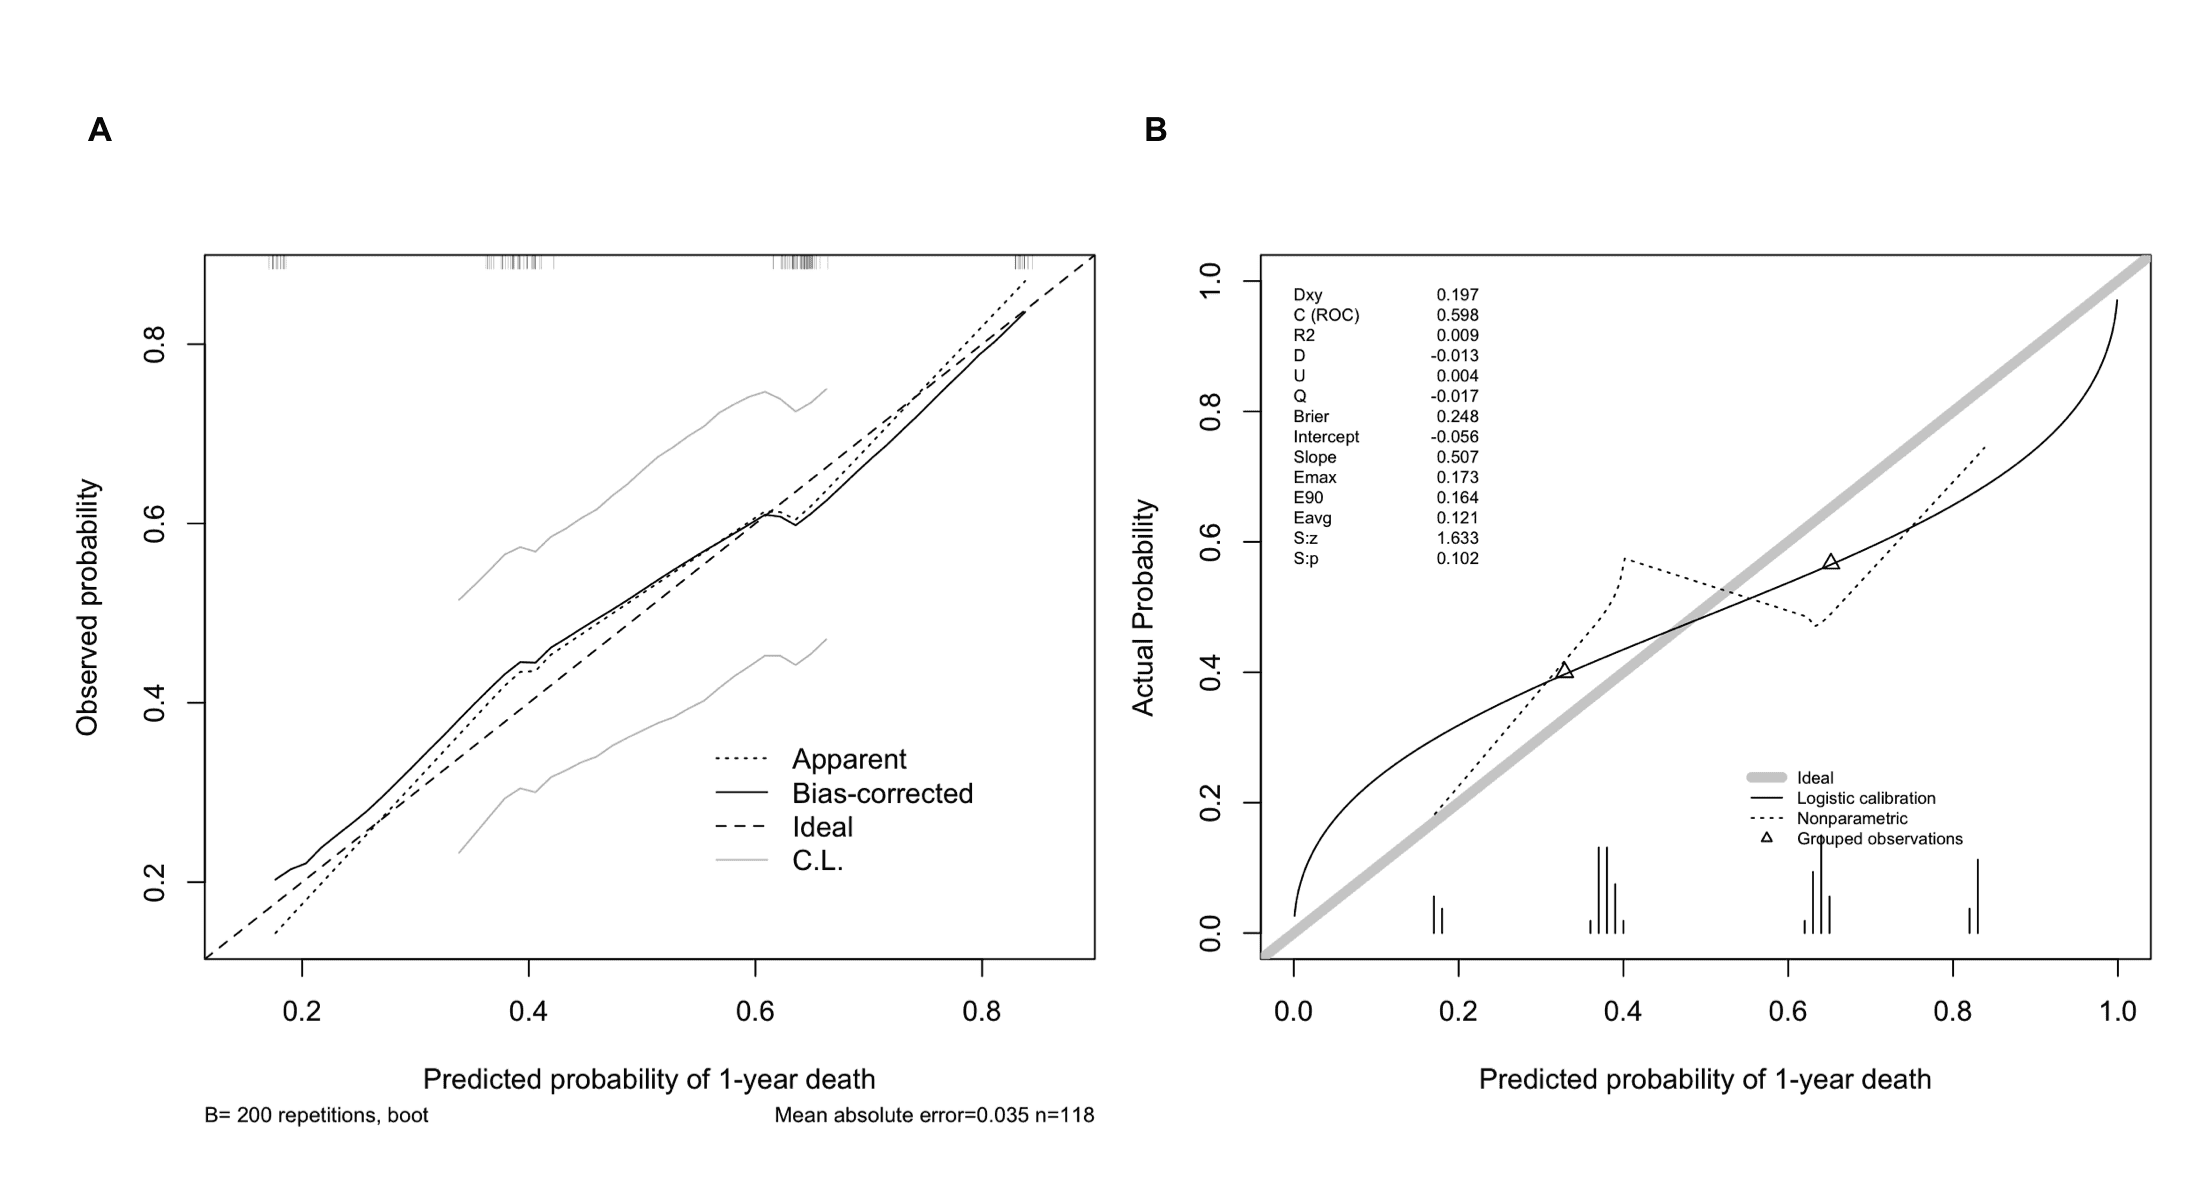 A
B
Observed probability
0.2
0.4
0.6
0.8
Apparent
Bias-corrected
Ideal
C.L.
0.2 0.4 0.6 0.8
Predicted probability of 1-year death
B= 200 repetitions, boot
Mean absolute error=0.035 n=118
Actual Probability
0.0
0.2
0.4
0.6
0.8
1.0
Dxy 0.197
C (ROC) 0.598
R2 0.009
D -0.013
U 0.004
Q -0.017
Brier 0.248
Intercept -0.056
Slope 0.507
Emax 0.173
E90 0.164
Eavg 0.121
S:z 1.633
S:p 0.102
Ideal
Logistic calibration
Nonparametric
Grouped observations
0.0 0.2 0.4 0.6 0.8 1.0
Predicted probability of 1-year death